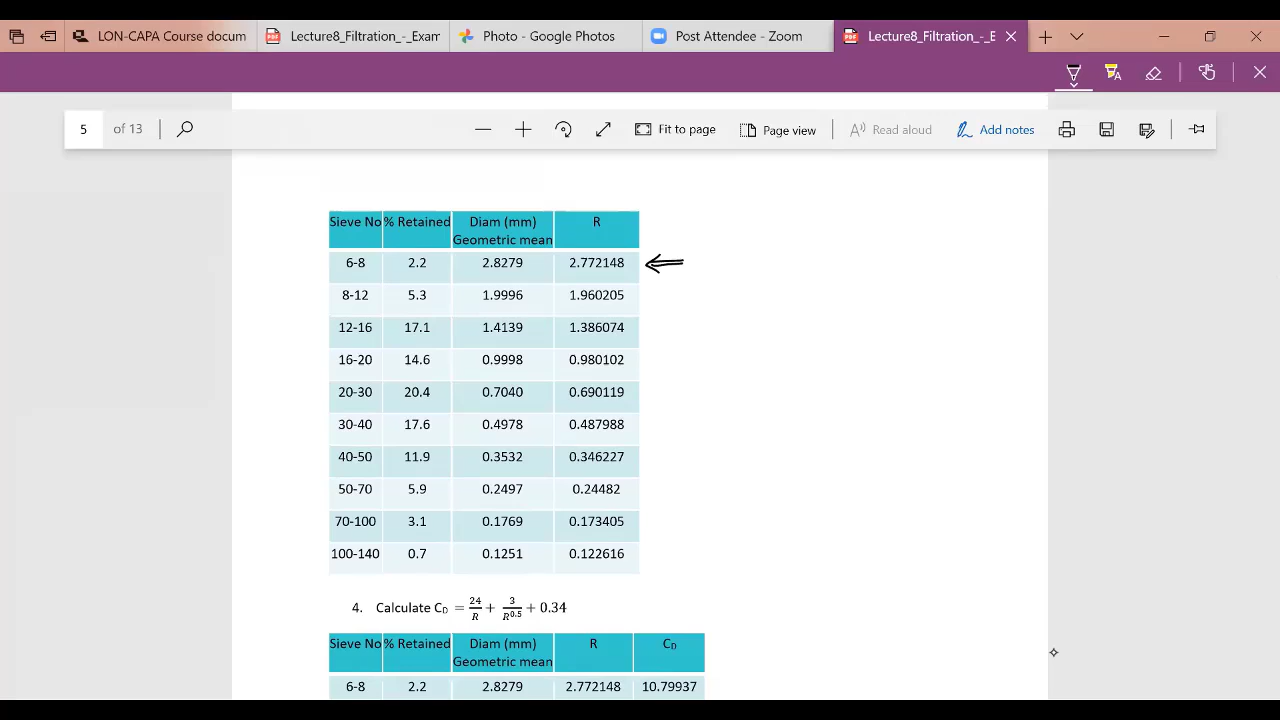 LON-CAPA Course docum
Lecture8_Filtration_-_Exam
Photo - Google Photos
Post Attendee - Zoom
Lecture8_Filtration_-_E
5 of 13
Fit to page
Page view
Read aloud
Add notes
Sieve No % Retained Diam (mm) Geometric mean R
6-8 2.2 2.8279 2.772148
8-12 5.3 1.9996 1.960205
12-16 17.1 1.4139 1.386074
16-20 14.6 0.9998 0.980102
20-30 20.4 0.7040 0.690119
30-40 17.6 0.4978 0.487988
40-50 11.9 0.3532 0.346227
50-70 5.9 0.2497 0.24482
70-100 3.1 0.1769 0.173405
100-140 0.7 0.1251 0.122616
4. Calculate C_D = 24/R + 3/R^0.5 + 0.34
Sieve No % Retained Diam (mm) Geometric mean R C_D
6-8 2.2 2.8279 2.772148 10.79937